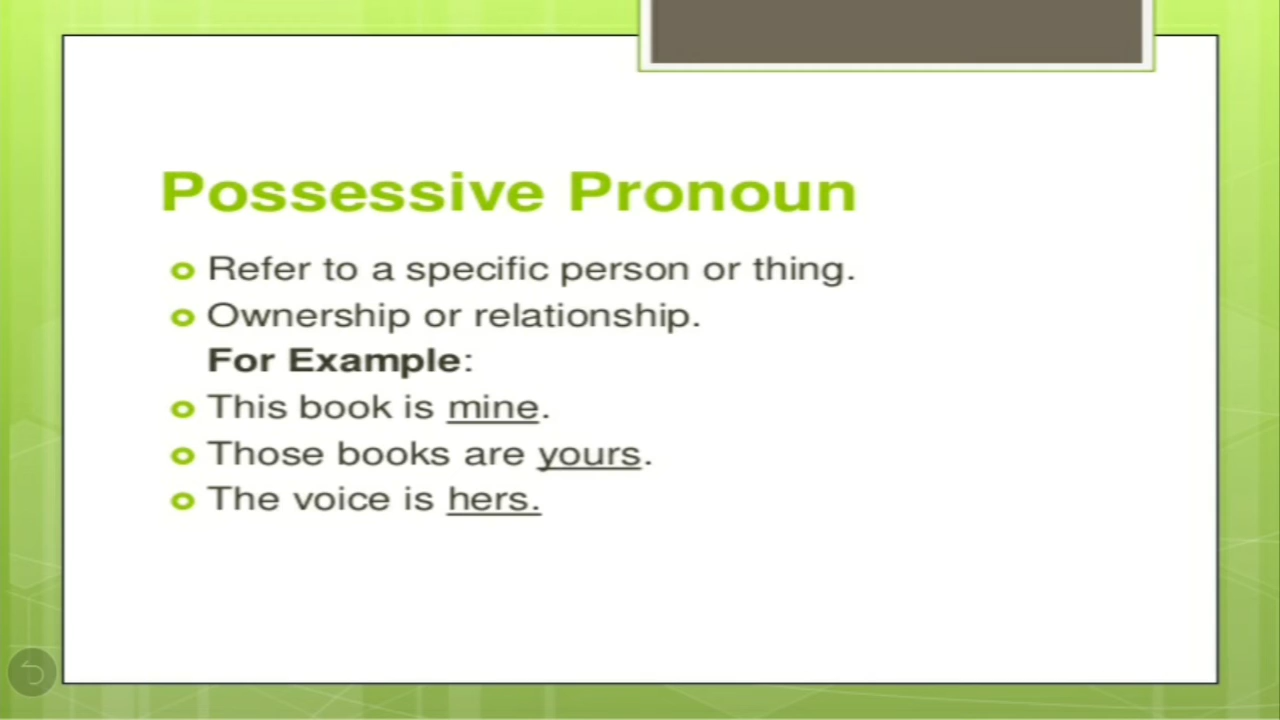 Possessive Pronoun
Refer to a specific person or thing.
Ownership or relationship.
For Example:
This book is mine.
Those books are yours.
The voice is hers.